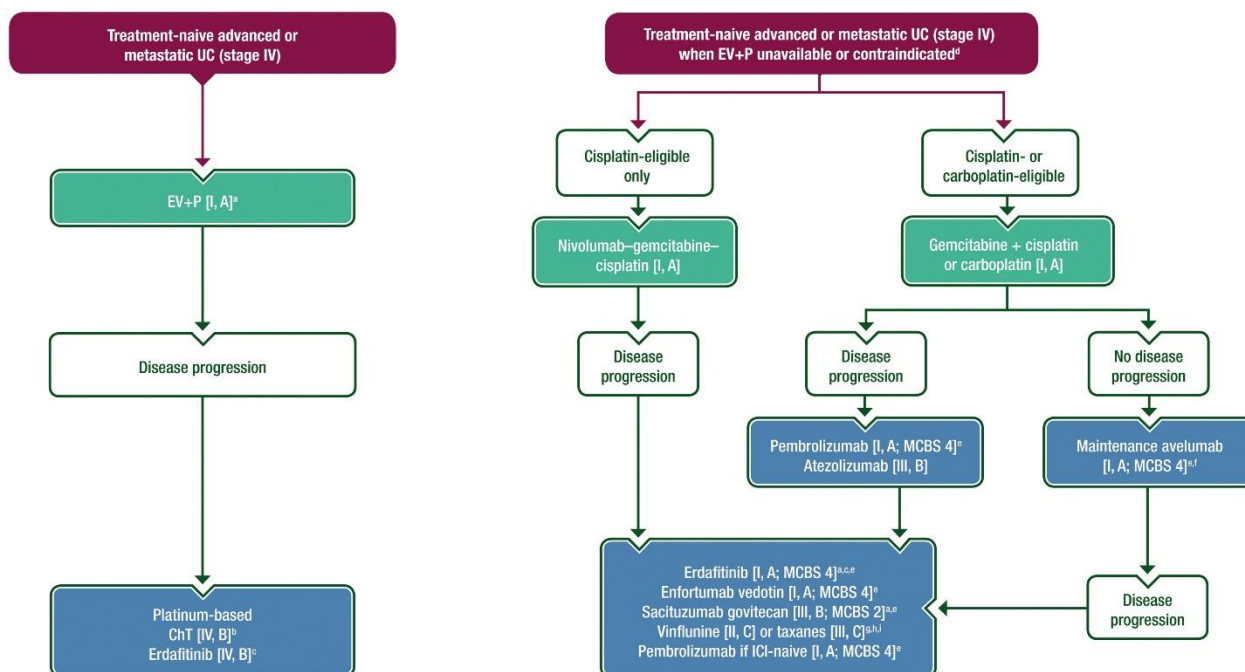 Treatment-naive advanced or
metastatic UC (stage IV)
EV+P [I, A]ᵃ
Disease progression
Platinum-based
ChT [IV, B]ᵇ
Erdafitinib [IV, B]ᶜ
Treatment-naive advanced or metastatic UC (stage IV)
when EV+P unavailable or contraindicatedᵈ
Cisplatin-eligible
only
Cisplatin- or
carboplatin-eligible
Nivolumab–gemcitabine–
cisplatin [I, A]
Gemcitabine + cisplatin
or carboplatin [I, A]
Disease
progression
Disease
progression
No disease
progression
Pembrolizumab [I, A; MCBS 4]ᵉ
Atezolizumab [III, B]
Maintenance avelumab
[I, A; MCBS 4]ᵉ,ᶠ
Erdafitinib [I, A; MCBS 4]ᵃ,ᶜ,ᵉ
Enfortumab vedotin [I, A; MCBS 4]ᵉ
Sacituzumab govitecan [III, B; MCBS 2]ᵃ,ᵉ
Vinflunine [II, C] or taxanes [III, C]ᵍ,ʰ,ⁱ
Pembrolizumab if ICI-naive [I, A; MCBS 4]ᵉ
Disease
progression